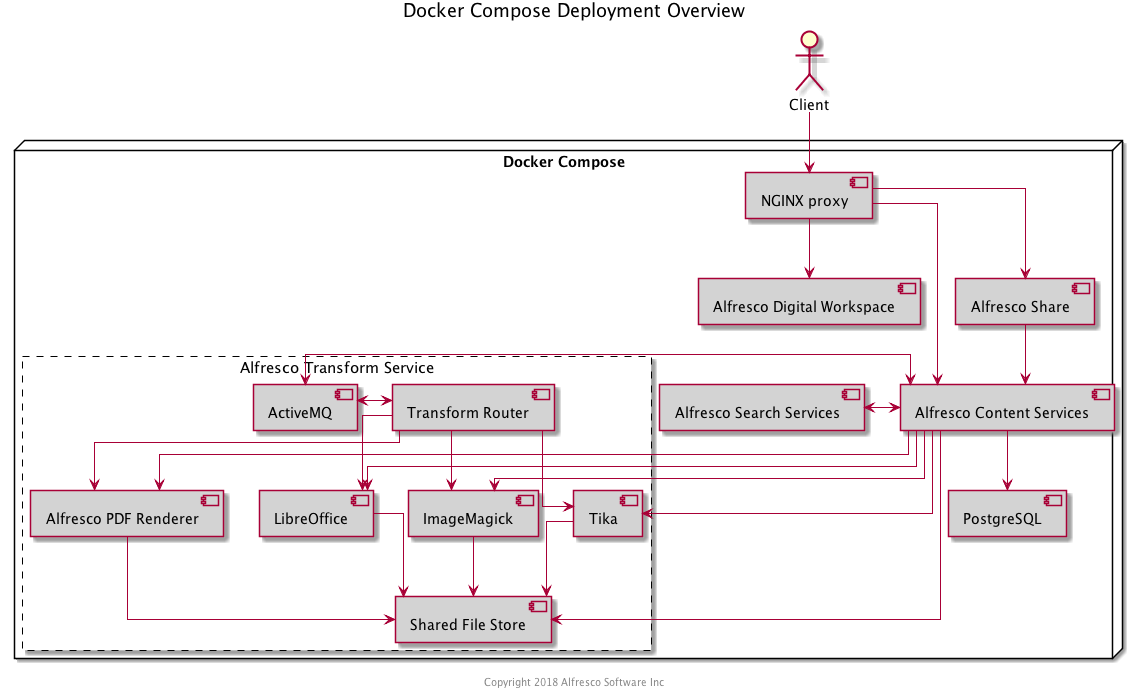 Docker Compose Deployment Overview
Client
Docker Compose
NGINX proxy
Alfresco Digital Workspace
Alfresco Share
Alfresco Transform Service
ActiveMQ
Transform Router
Alfresco Search Services
Alfresco Content Services
Alfresco PDF Renderer
LibreOffice
ImageMagick
Tika
PostgreSQL
Shared File Store
Copyright 2018 Alfresco Software Inc